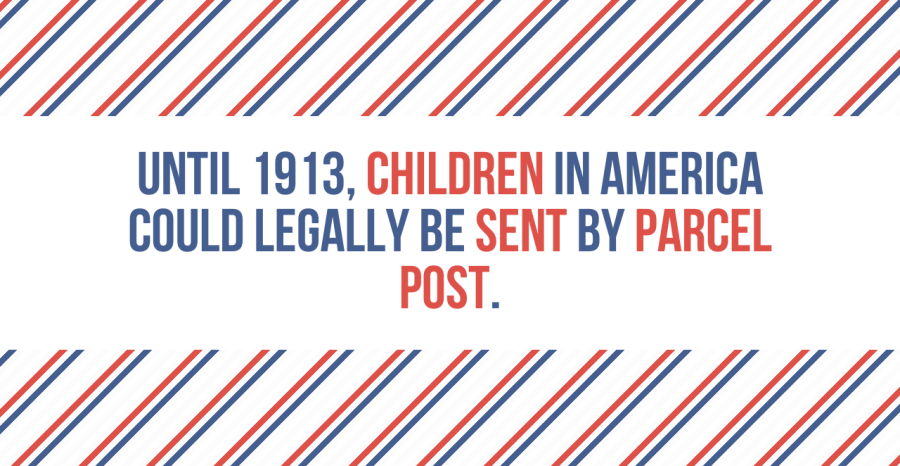 UNTIL 1913, CHILDREN IN AMERICA
COULD LEGALLY BE SENT BY PARCEL
POST.